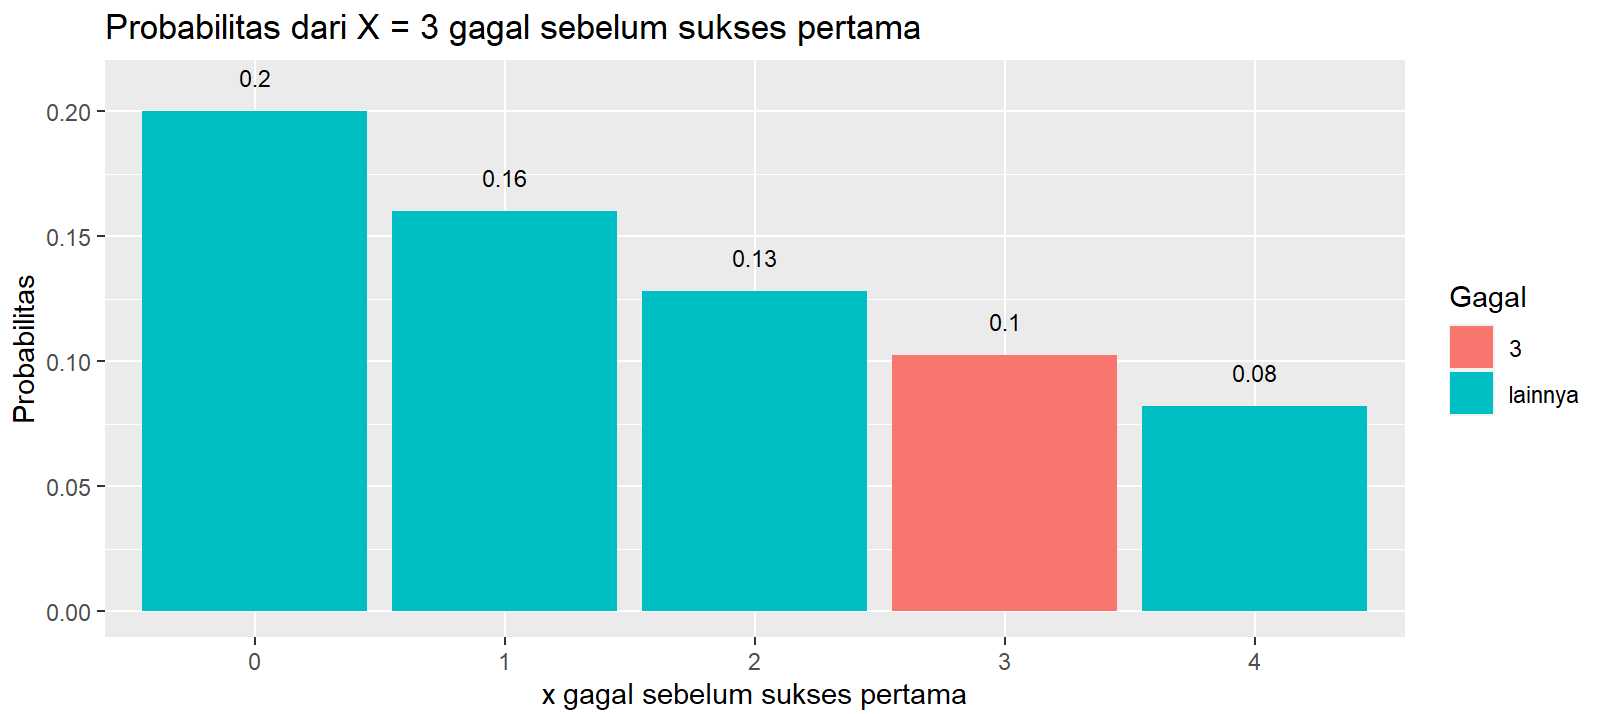 Probabilitas dari X = 3 gagal sebelum sukses pertama
0.2
0.16
0.13
0.1
0.08
0.20
0.15
0.10
0.05
0.00
Probabilitas
0 1 2 3 4
x gagal sebelum sukses pertama
Gagal
3
lainnya